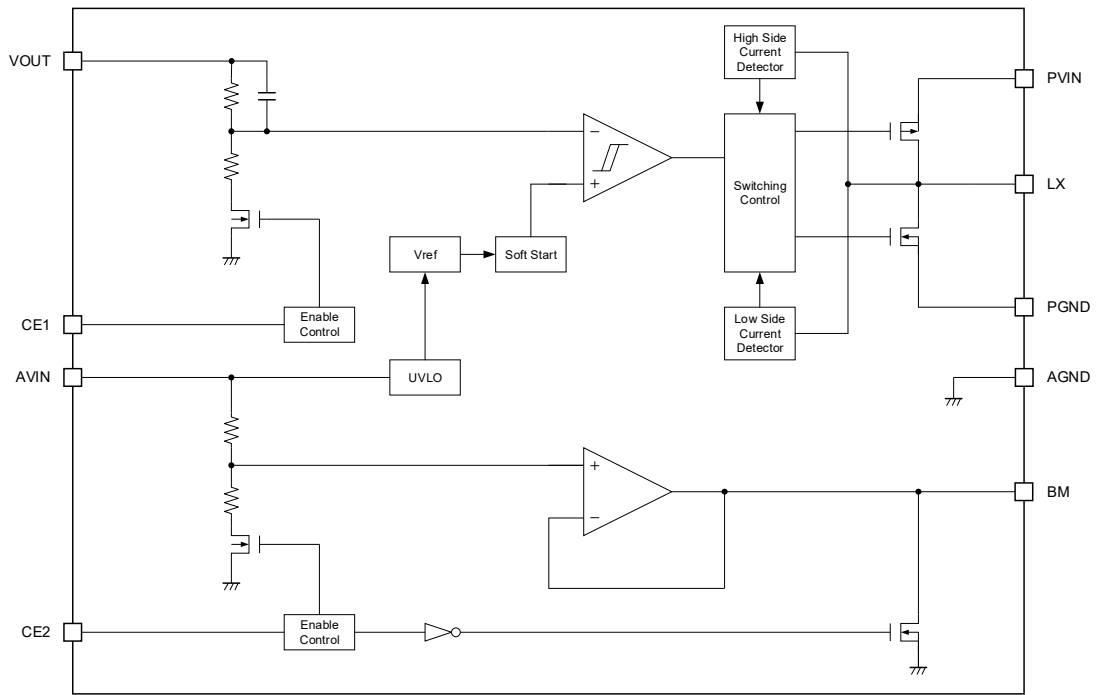 VOUT
High Side
Current
Detector
PVIN
−
+
Switching
Control
LX
Vref
Soft Start
CE1
Enable
Control
Low Side
Current
Detector
PGND
AVIN
UVLO
AGND
+
−
BM
CE2
Enable
Control